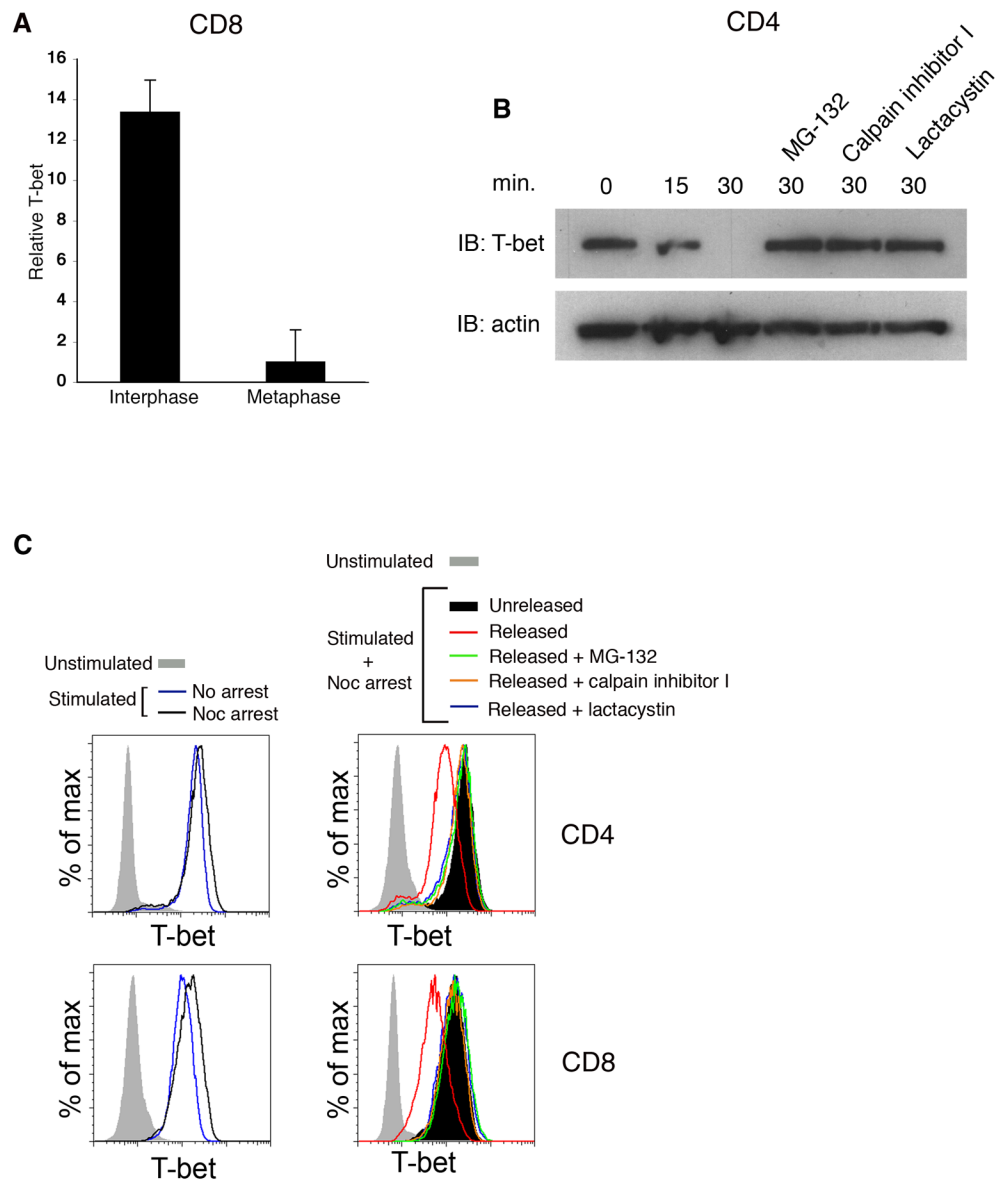 A
CD8
16
14
12
10
8
6
4
2
0
Relative T-bet
Interphase
Metaphase
CD4
B
MG-132
Calpain inhibitor I
Lactacystin
min.
0 15 30 30 30 30
IB: T-bet
IB: actin
C
Unstimulated
Stimulated
No arrest
Noc arrest
Unstimulated
Stimulated
+
Noc arrest
Unreleased
Released
Released + MG-132
Released + calpain inhibitor I
Released + lactacystin
% of max
T-bet
% of max
T-bet
CD4
% of max
T-bet
% of max
T-bet
CD8